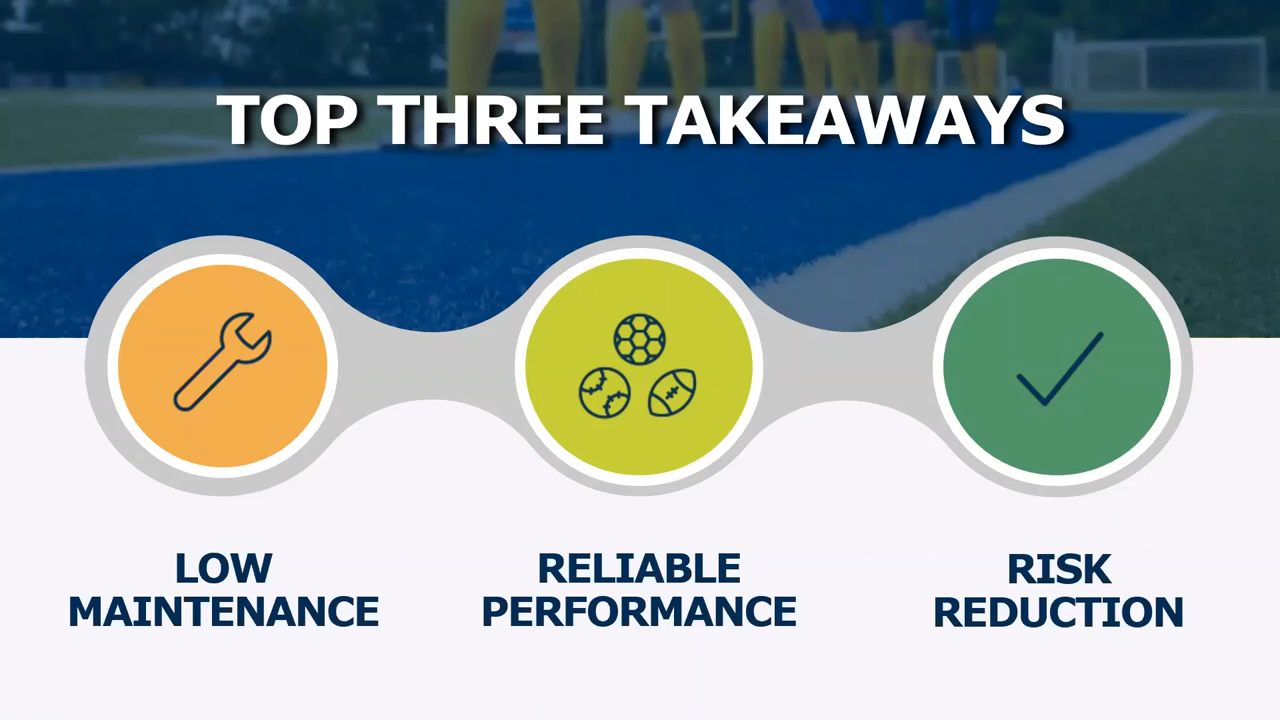 TOP THREE TAKEAWAYS
LOW
MAINTENANCE
RELIABLE
PERFORMANCE
RISK
REDUCTION